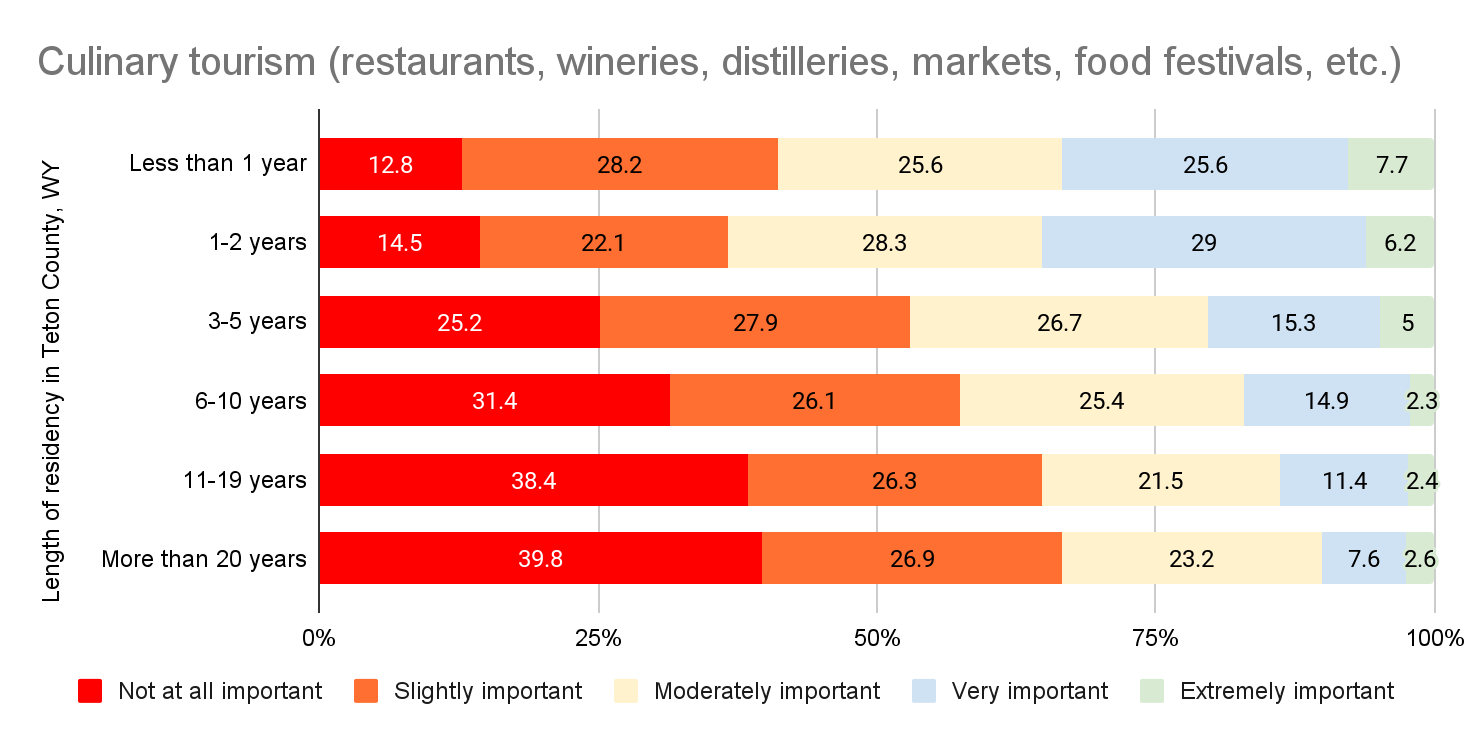 Culinary tourism (restaurants, wineries, distilleries, markets, food festivals, etc.)
Length of residency in Teton County, WY
Less than 1 year 12.8 28.2 25.6 25.6 7.7
1-2 years 14.5 22.1 28.3 29 6.2
3-5 years 25.2 27.9 26.7 15.3 5
6-10 years 31.4 26.1 25.4 14.9 2.3
11-19 years 38.4 26.3 21.5 11.4 2.4
More than 20 years 39.8 26.9 23.2 7.6 2.6
0% 25% 50% 75% 100%
Not at all important Slightly important Moderately important Very important Extremely important